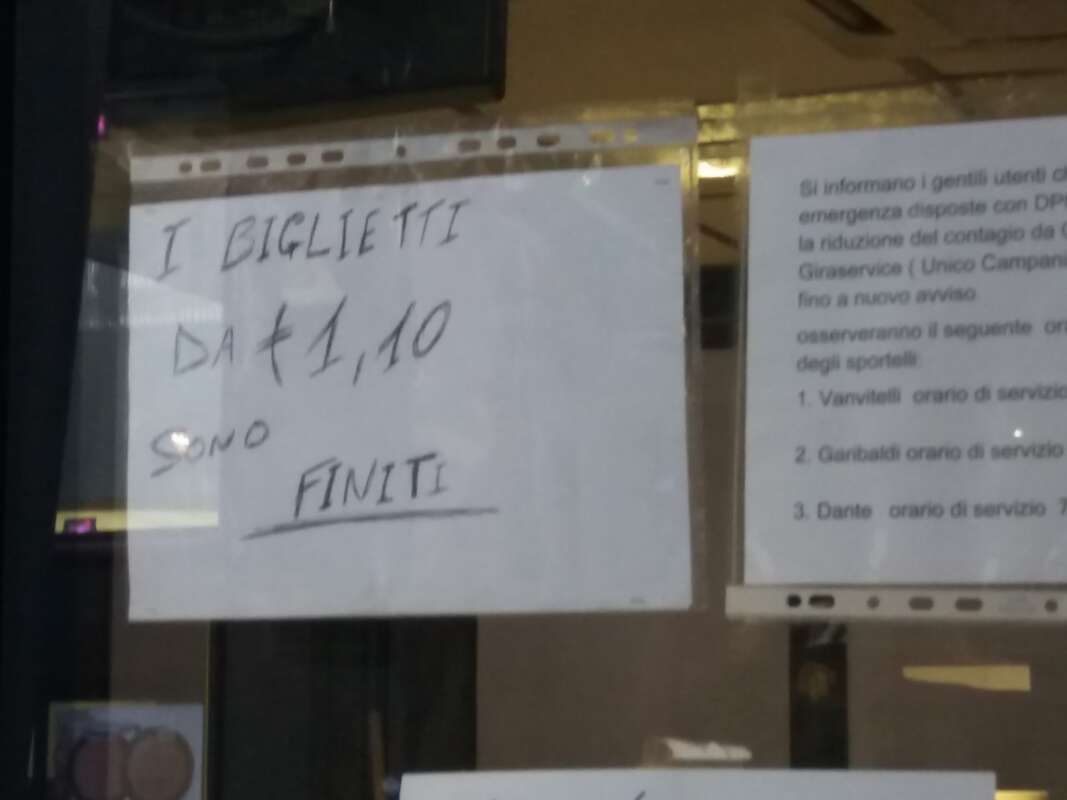 I BIGLIETTI
DA €1,10
SONO
FINITI
Si informano i gentili utenti
emergenza disposte con
la riduzione del contagio da
Giraservice ( Unico
fino a nuovo avviso
osserveranno il seguente
degli sportelli:
1. Vanvitelli orario di servizio
2. Garibaldi orario di servizio
3. Dante orario di servizio 7